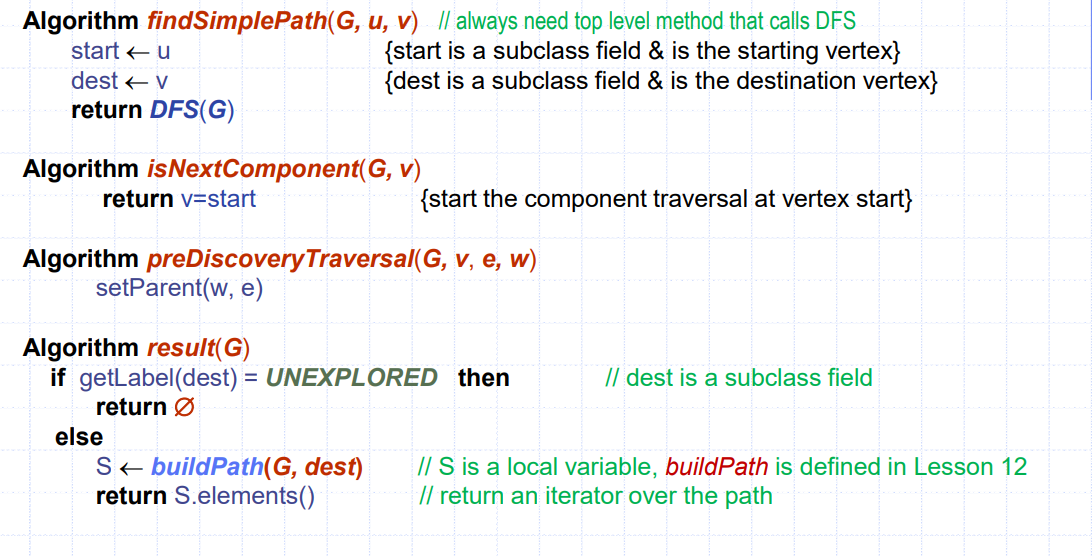 Algorithm findSimplePath(G, u, v) // always need top level method that calls DFS
start ← u {start is a subclass field & is the starting vertex}
dest ← v {dest is a subclass field & is the destination vertex}
return DFS(G)
Algorithm isNextComponent(G, v)
return v=start {start the component traversal at vertex start}
Algorithm preDiscoveryTraversal(G, v, e, w)
setParent(w, e)
Algorithm result(G)
if getLabel(dest) = UNEXPLORED then // dest is a subclass field
return ∅
else
S ← buildPath(G, dest) // S is a local variable, buildPath is defined in Lesson 12
return S.elements() // return an iterator over the path